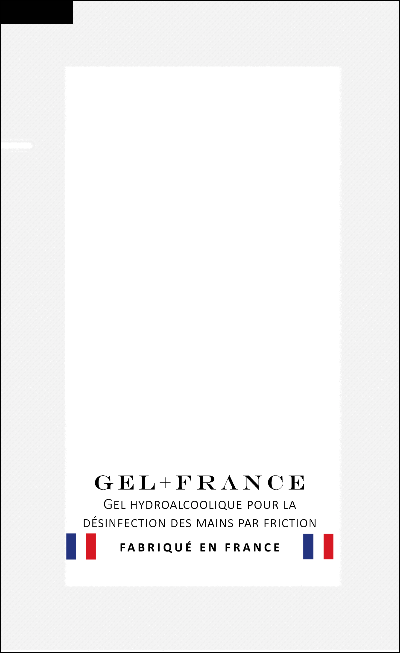 GEL+FRANCE
GEL HYDROALCOOLIQUE POUR LA
DÉSINFECTION DES MAINS PAR FRICTION
FABRIQUÉ EN FRANCE